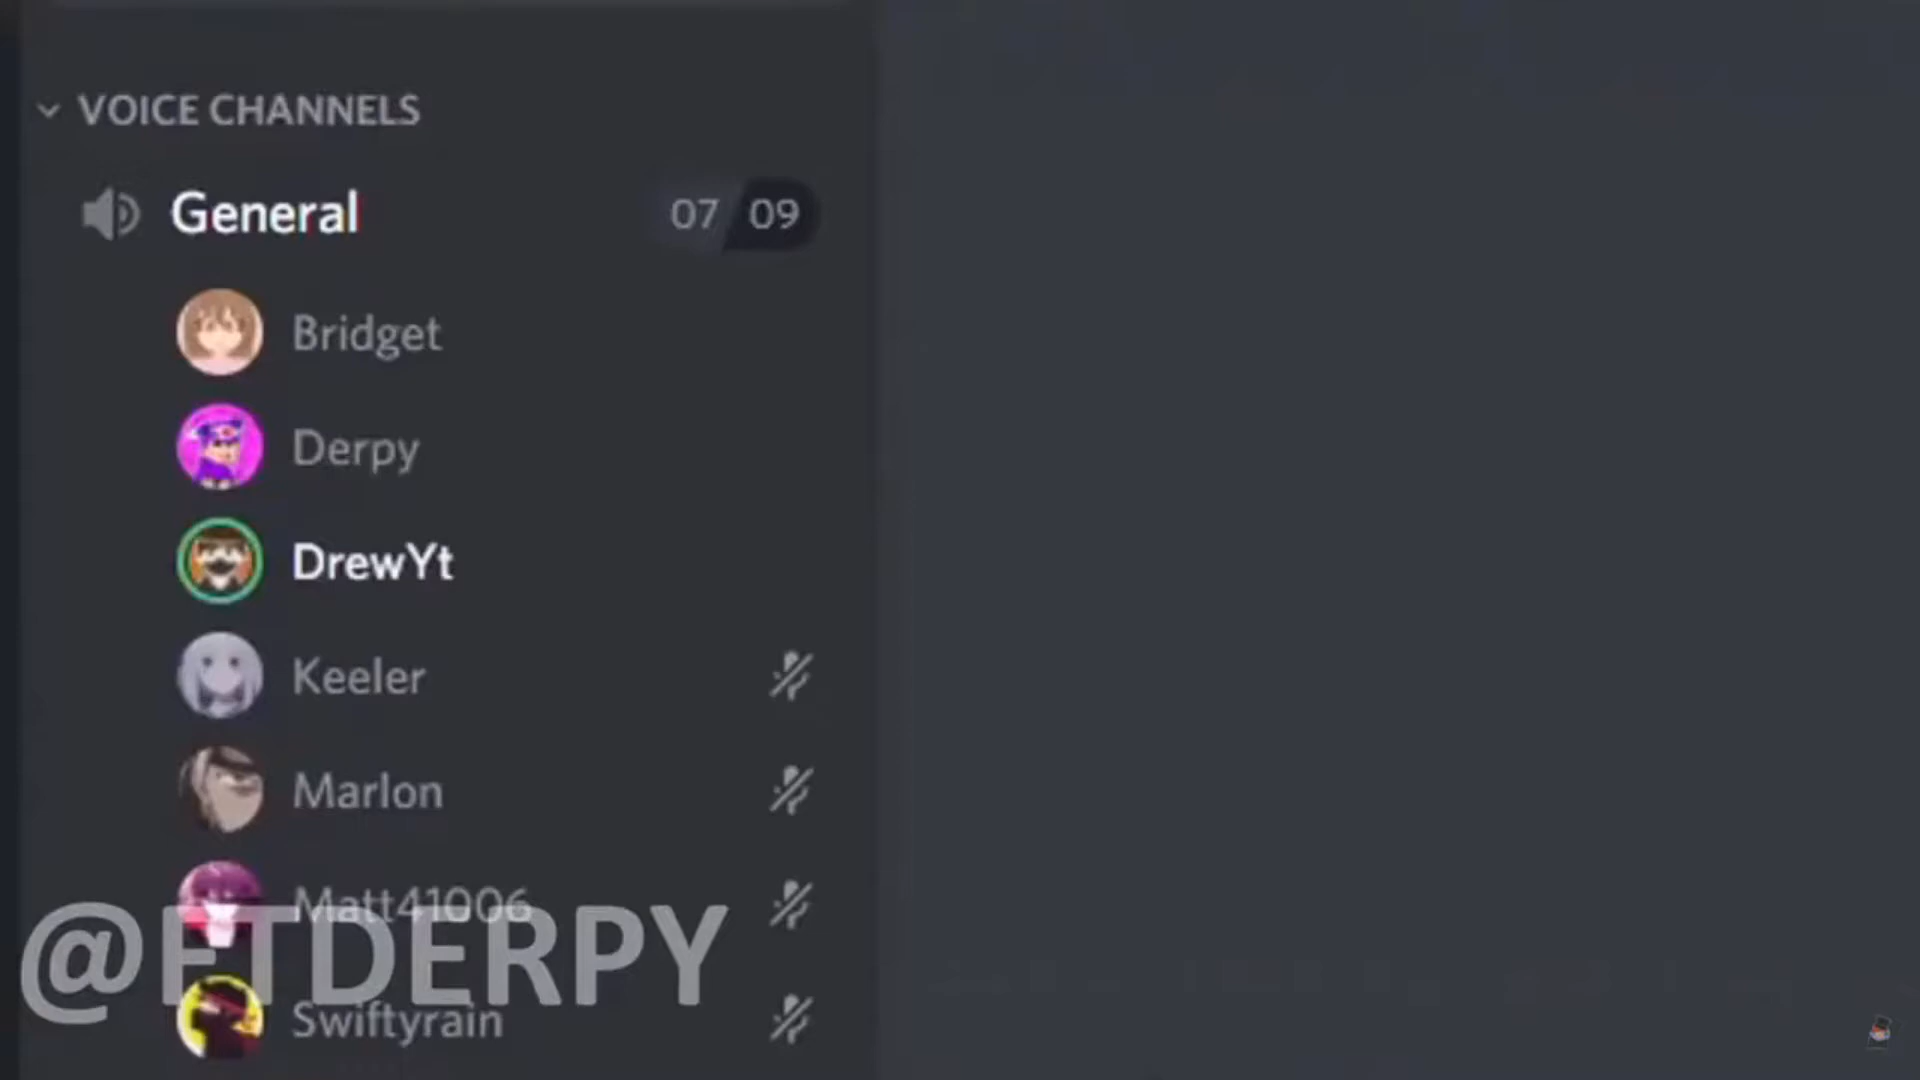 VOICE CHANNELS
General 07 09
Bridget
Derpy
DrewYt
Keeler
Marlon
Matt41006
@FTDERPY
Swiftyrain